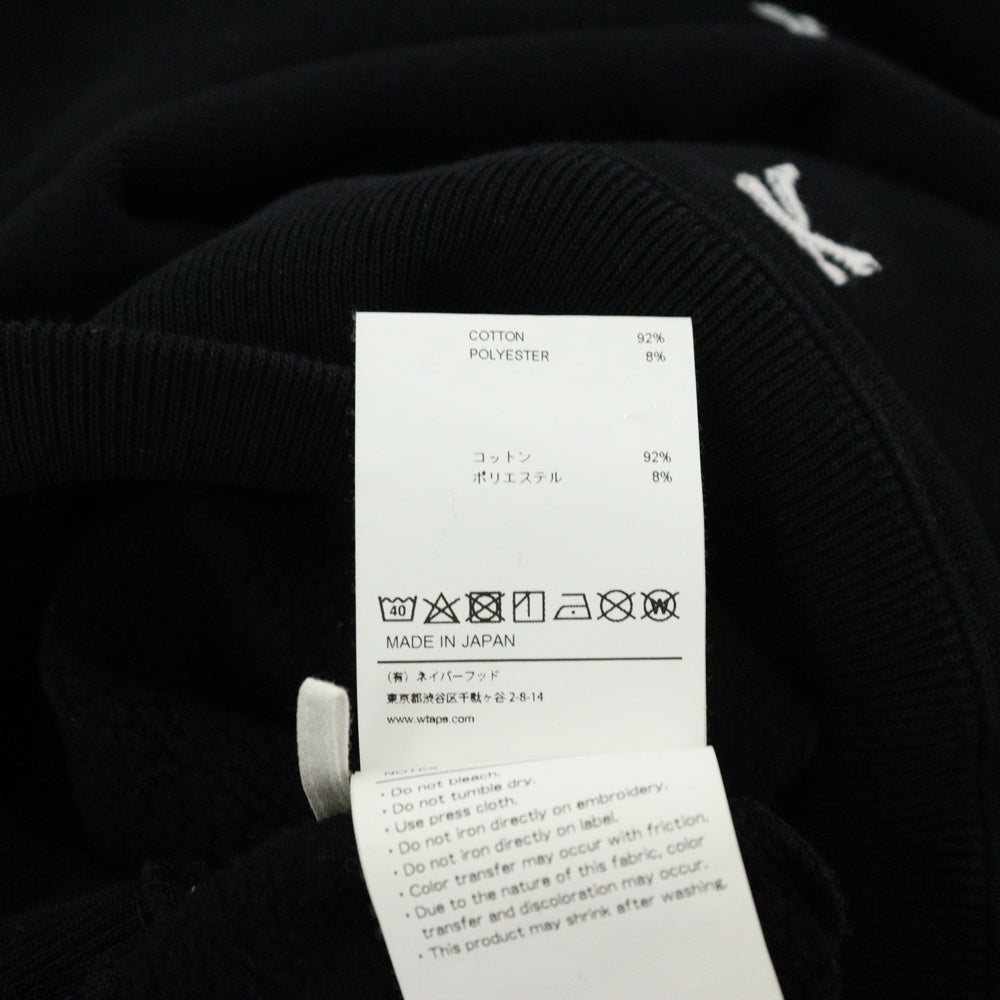 K
COTTON 92%
POLYESTER 8%
コットン 92%
ポリエステル 8%
40 W
MADE IN JAPAN
(有) ネイバーフッド
東京都渋谷区千駄ヶ谷 2-8-14
www.wtaps.com
NOTES
・Do not bleach.
・Do not tumble dry.
・Use press cloth.
・Do not iron directly on embroidery.
・Do not iron directly on label.
・Color transfer may occur with friction.
・Due to the nature of this fabric, color
transfer and discoloration may occur.
・This product may shrink after washing.